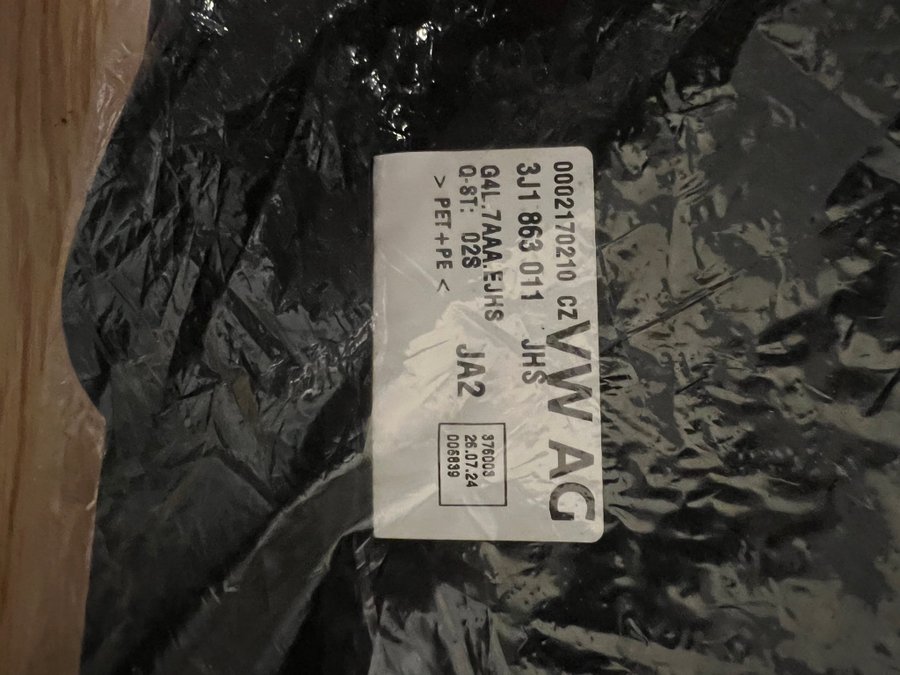 0002170210 CZ
VW AG
3J1 863 011 JHS
G4L.7AAA.EJHS
Q-ST: 02S JA2
> PET+PE <
376003
26.07.24
006639